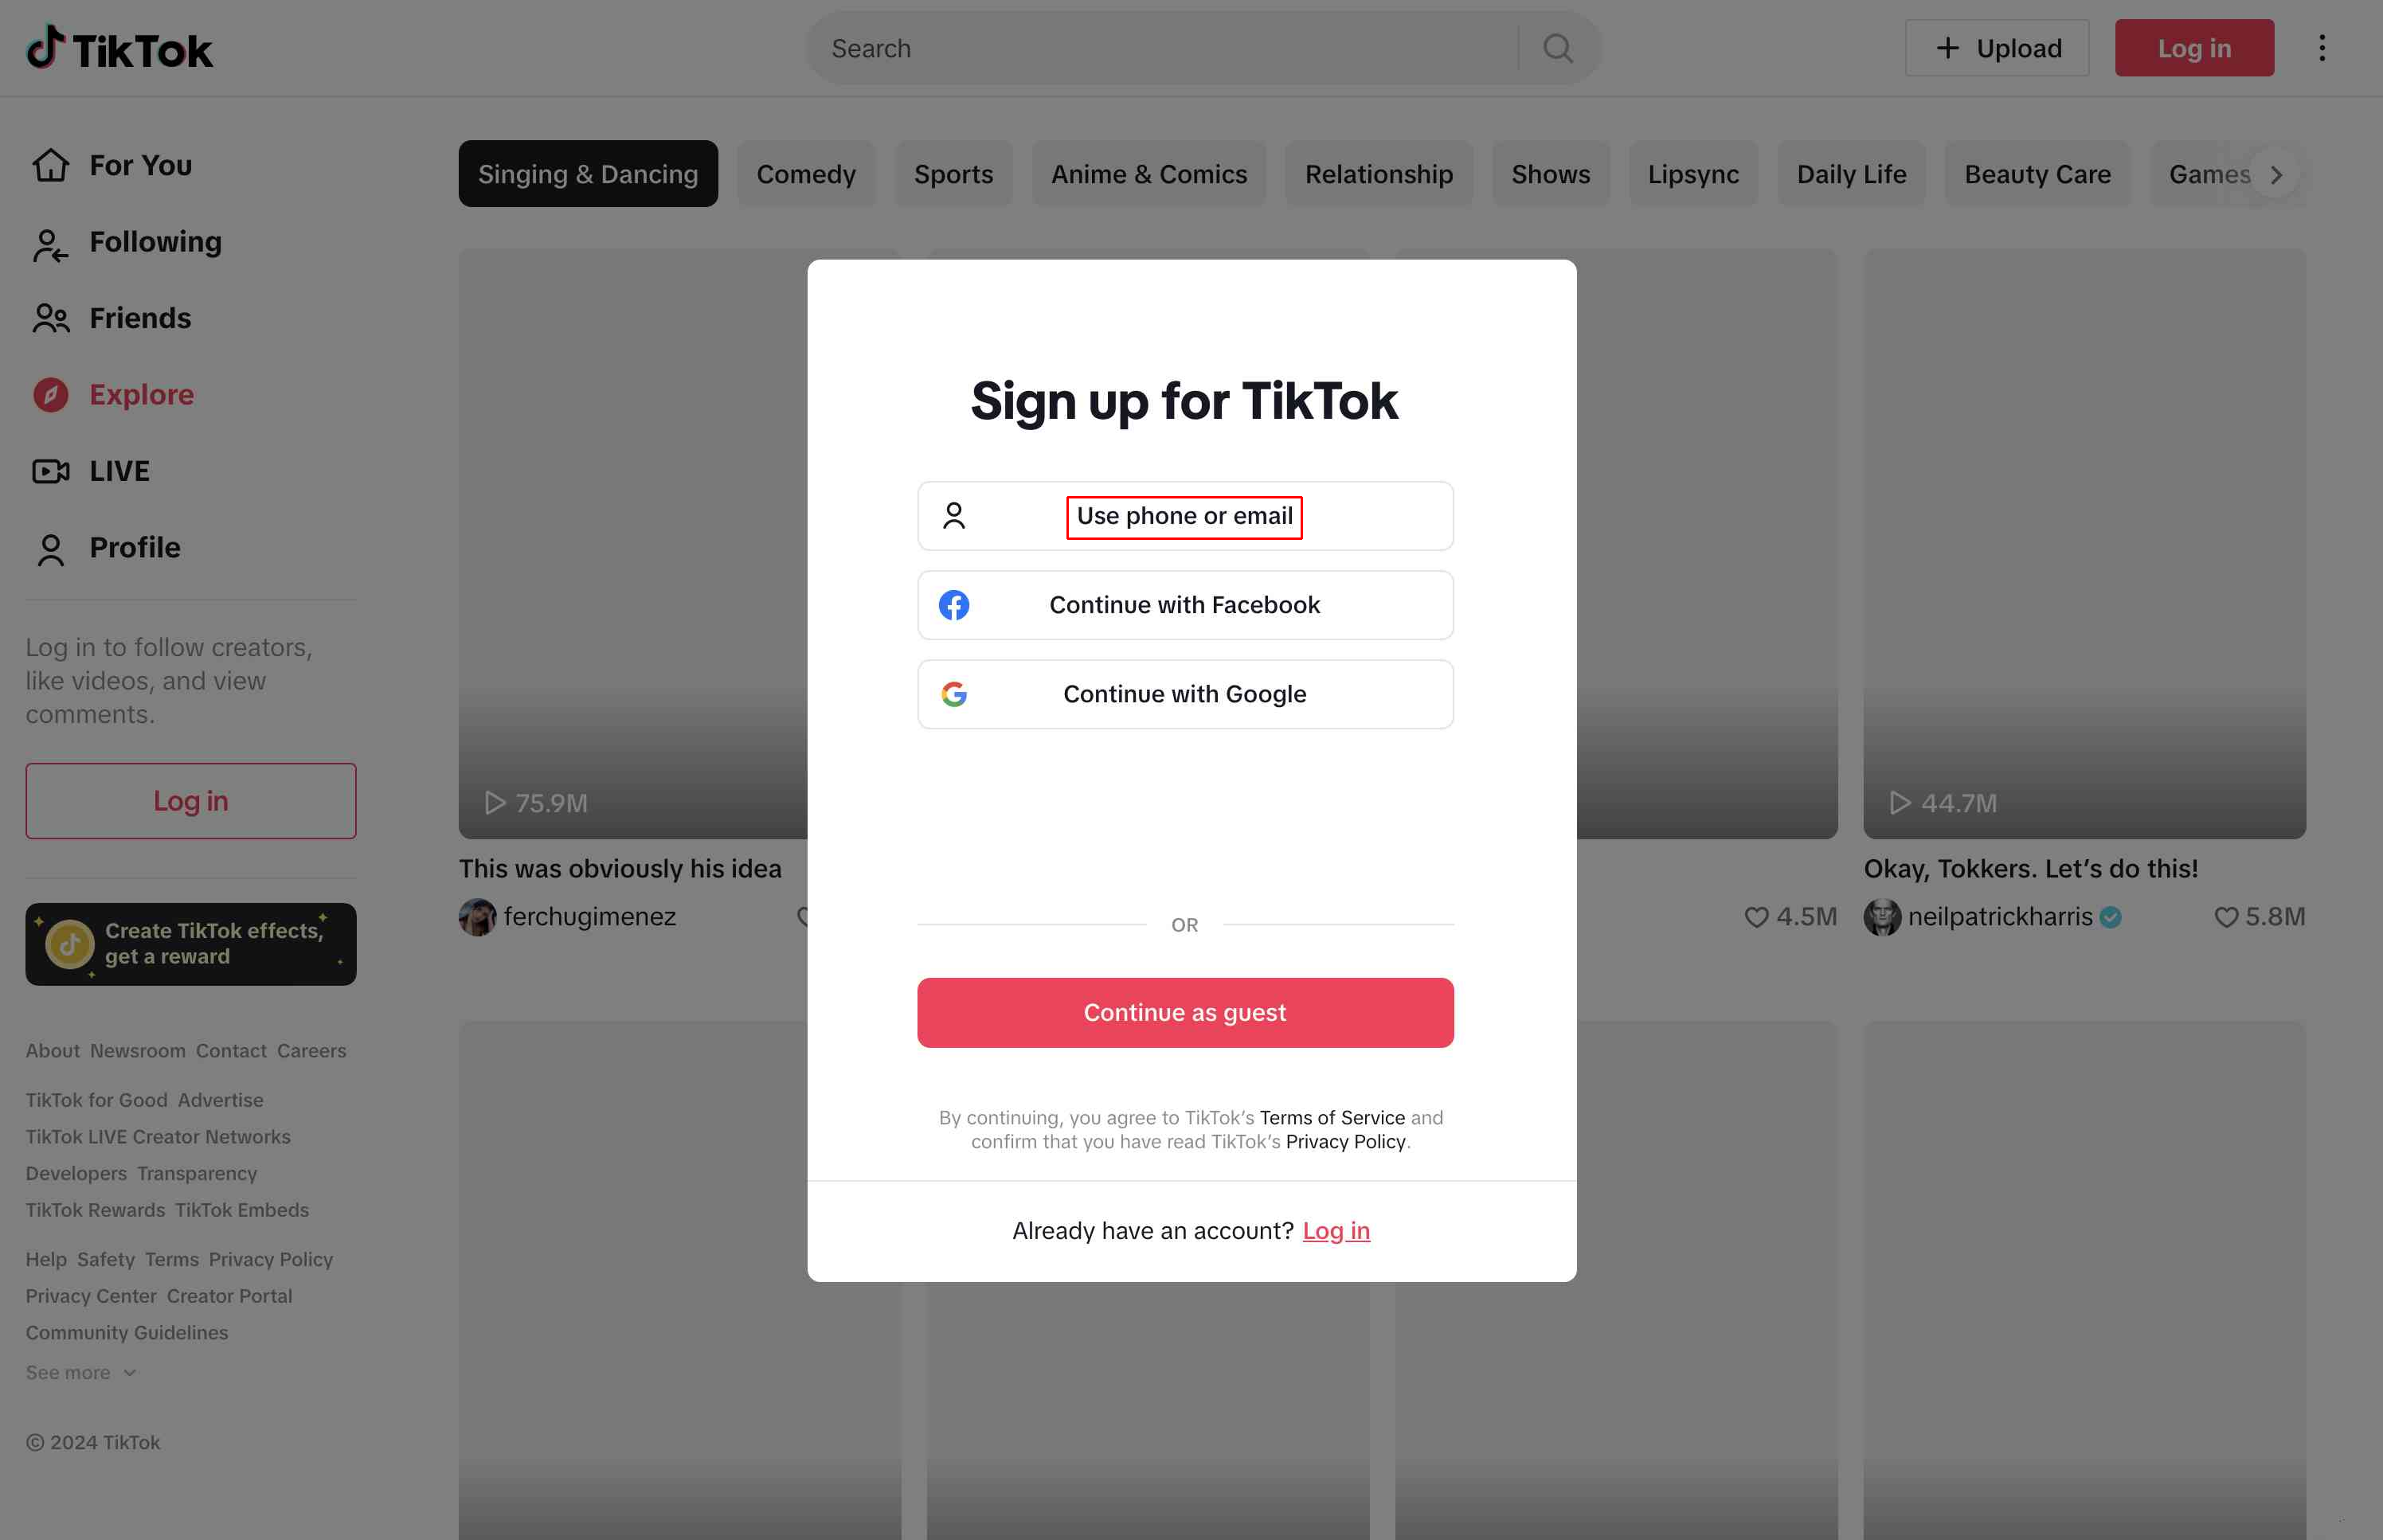 TikTok
Search
Upload
Log in
For You
Following
Friends
Explore
LIVE
Profile
Log in to follow creators,
like videos, and view
comments.
Log in
Create TikTok effects,
get a reward
About Newsroom Contact Careers
TikTok for Good Advertise
TikTok LIVE Creator Networks
Developers Transparency
TikTok Rewards TikTok Embeds
Help Safety Terms Privacy Policy
Privacy Center Creator Portal
Community Guidelines
See more
© 2024 TikTok
Singing & Dancing
Comedy
Sports
Anime & Comics
Relationship
Shows
Lipsync
Daily Life
Beauty Care
Games
75.9M
This was obviously his idea
ferchugimenez
4.5M
44.7M
Okay, Tokkers. Let’s do this!
neilpatrickharris
5.8M
Sign up for TikTok
Use phone or email
Continue with Facebook
Continue with Google
OR
Continue as guest
By continuing, you agree to TikTok’s Terms of Service and
confirm that you have read TikTok’s Privacy Policy.
Already have an account? Log in